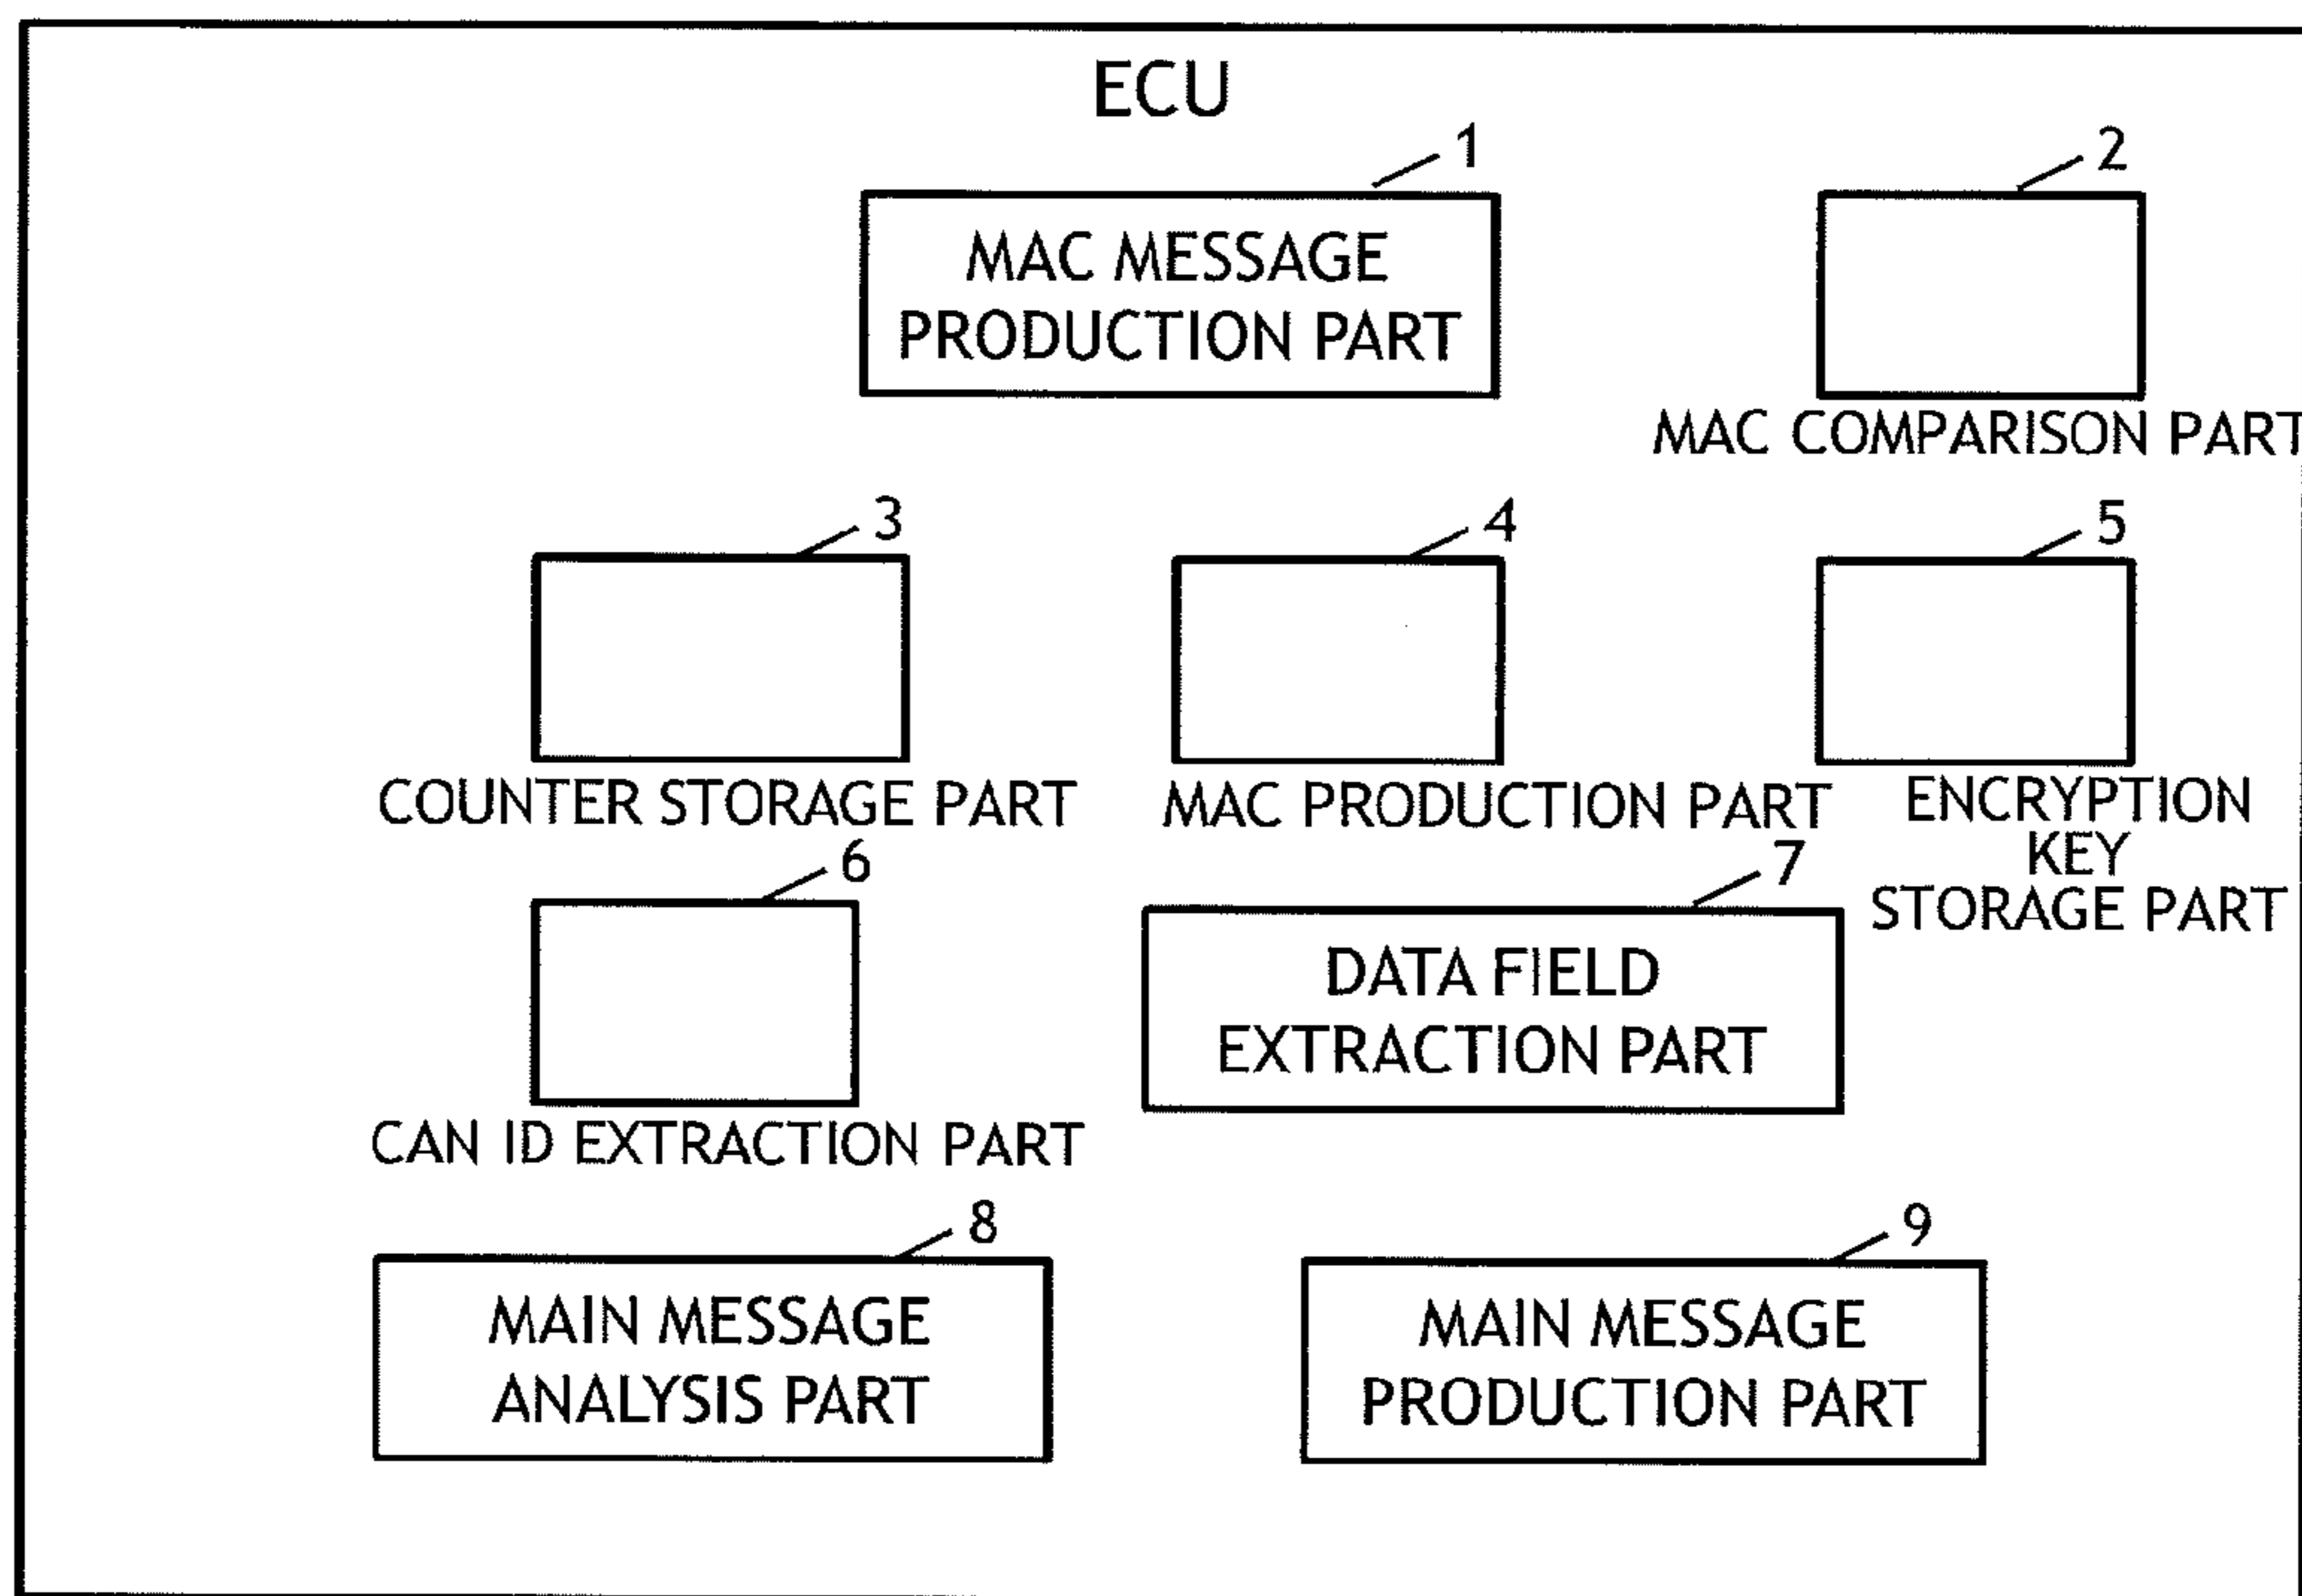 ECU
1
MAC MESSAGE
PRODUCTION PART
2
MAC COMPARISON PART
3
COUNTER STORAGE PART
4
MAC PRODUCTION PART
5
ENCRYPTION
KEY
STORAGE PART
6
CAN ID EXTRACTION PART
7
DATA FIELD
EXTRACTION PART
8
MAIN MESSAGE
ANALYSIS PART
9
MAIN MESSAGE
PRODUCTION PART